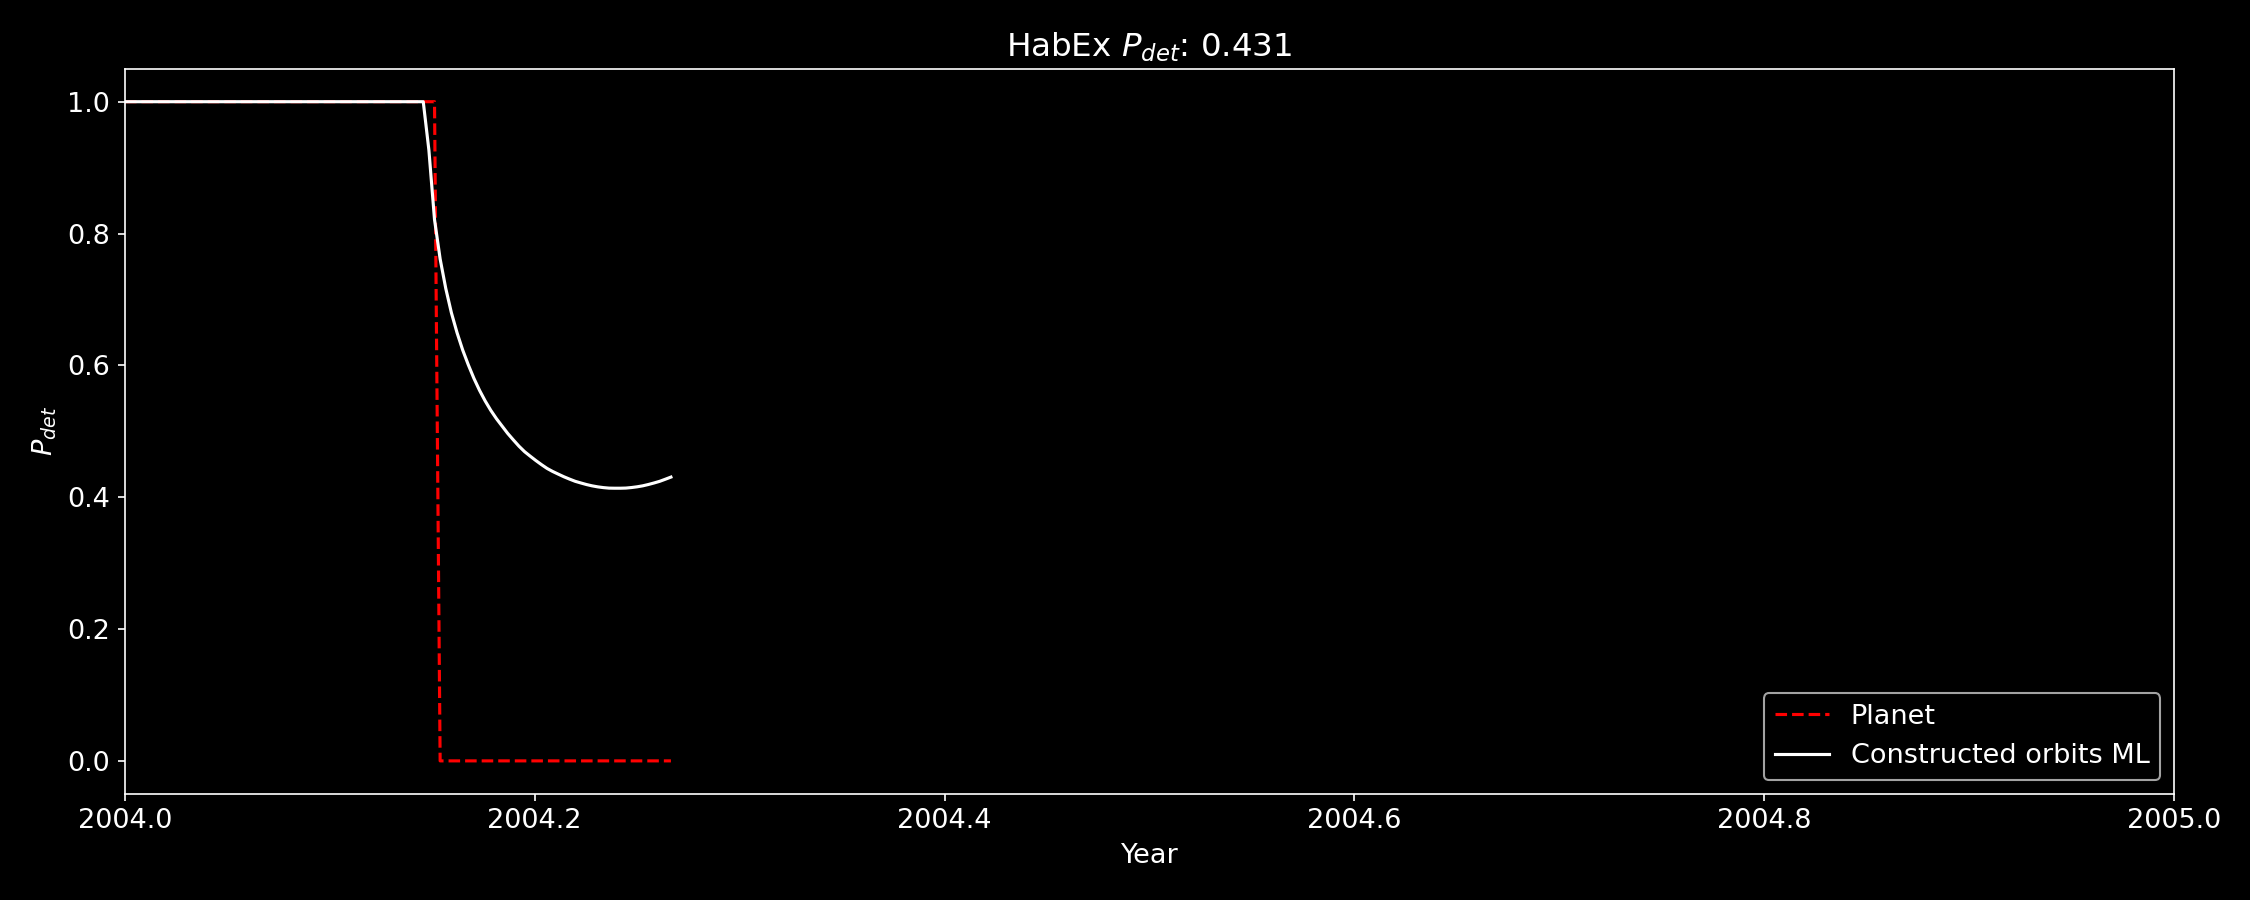 HabEx P_det: 0.431
1.0
0.8
0.6
0.4
0.2
0.0
P_det
2004.0 2004.2 2004.4 2004.6 2004.8 2005.0
Year
Planet
Constructed orbits ML